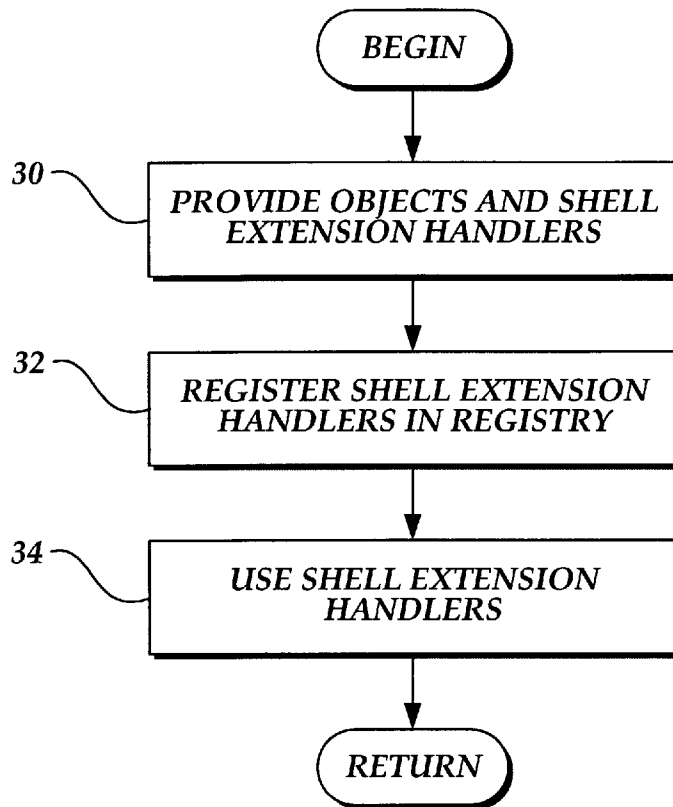 BEGIN
30
PROVIDE OBJECTS AND SHELL
EXTENSION HANDLERS
32
REGISTER SHELL EXTENSION
HANDLERS IN REGISTRY
34
USE SHELL EXTENSION
HANDLERS
RETURN